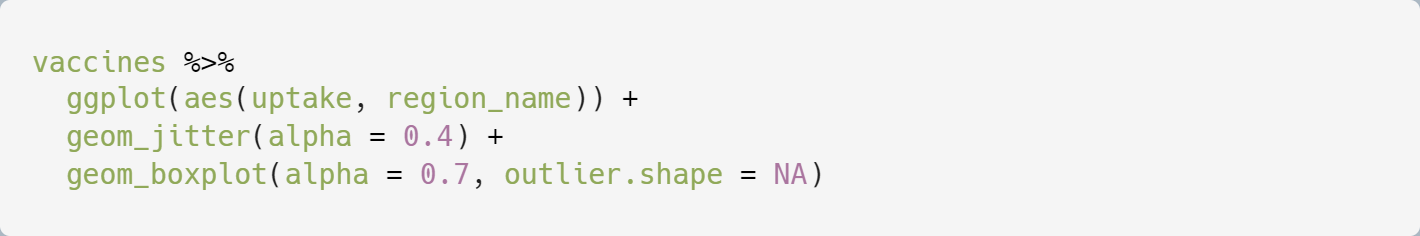 vaccines %>%
  ggplot(aes(uptake, region_name)) +
  geom_jitter(alpha = 0.4) +
  geom_boxplot(alpha = 0.7, outlier.shape = NA)